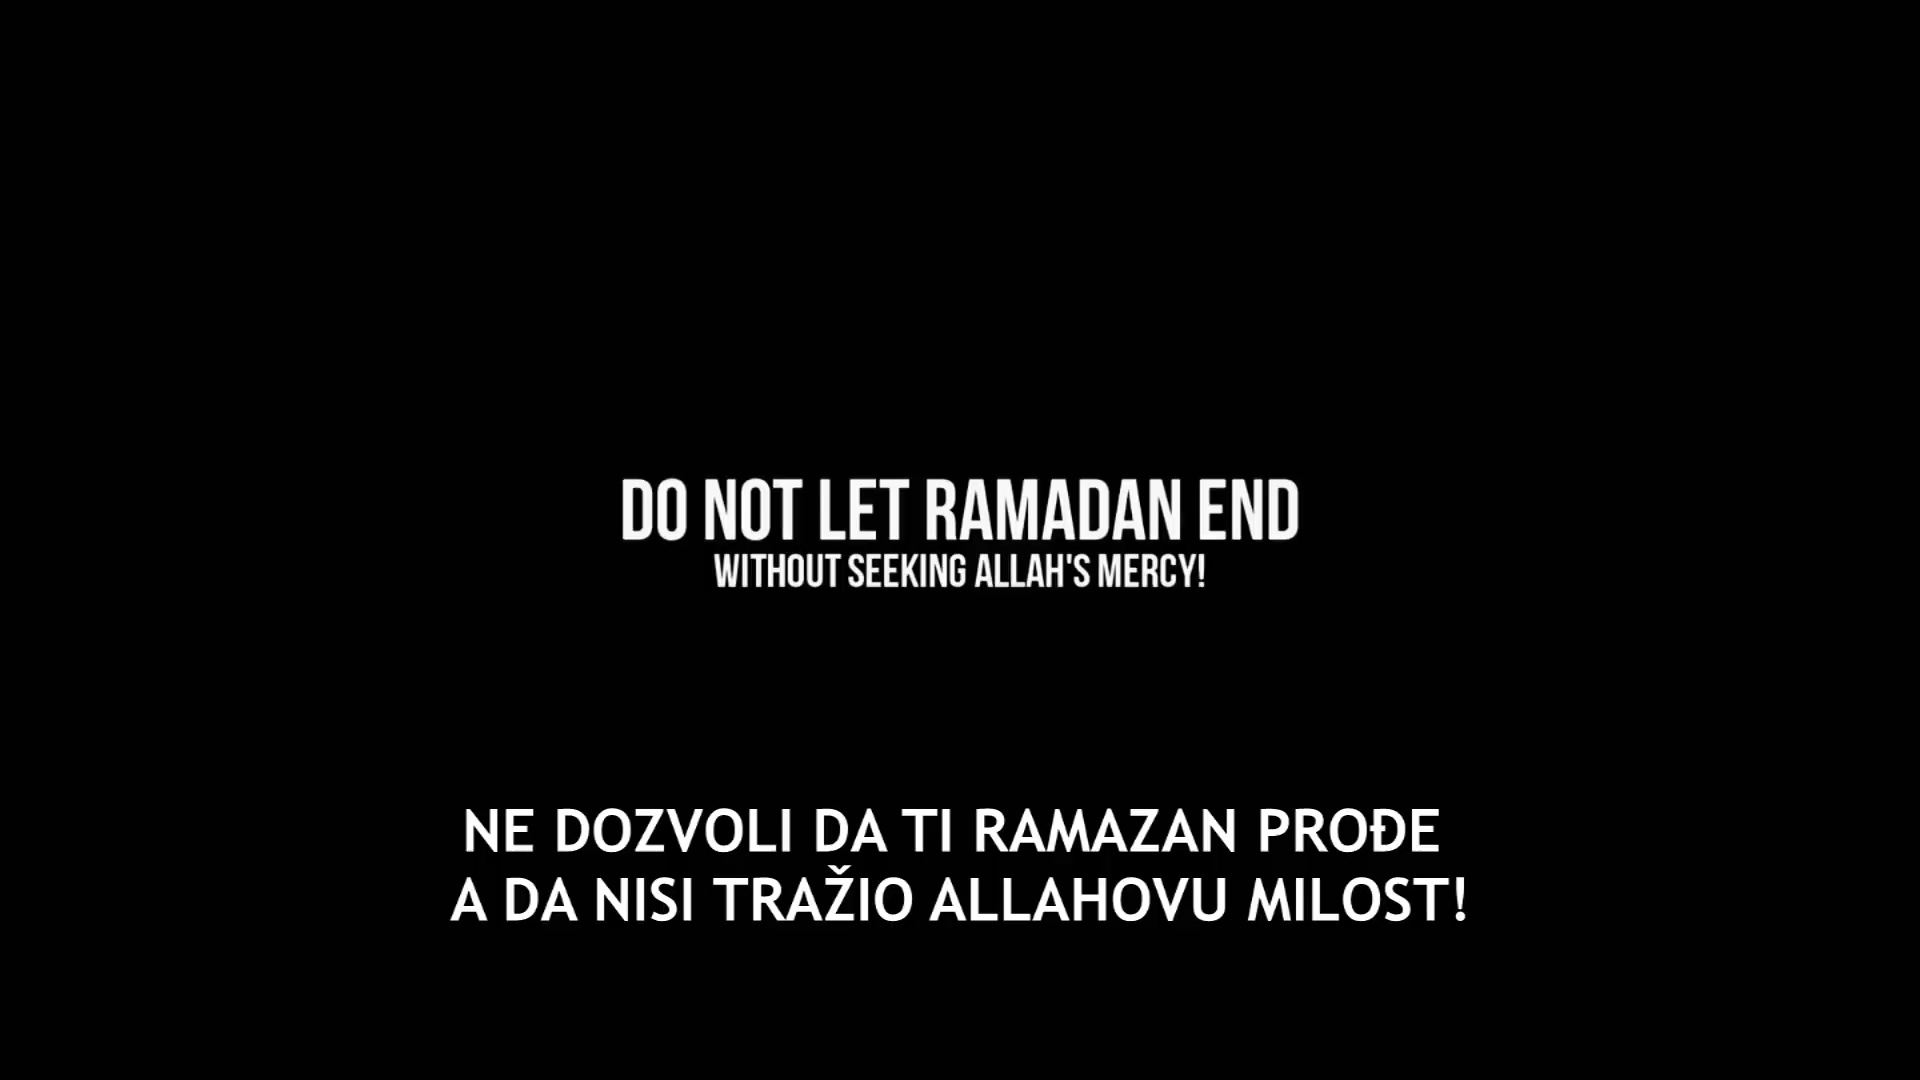 DO NOT LET RAMADAN END
WITHOUT SEEKING ALLAH'S MERCY!
NE DOZVOLI DA TI RAMAZAN PROĐE
A DA NISI TRAŽIO ALLAHOVU MILOST!